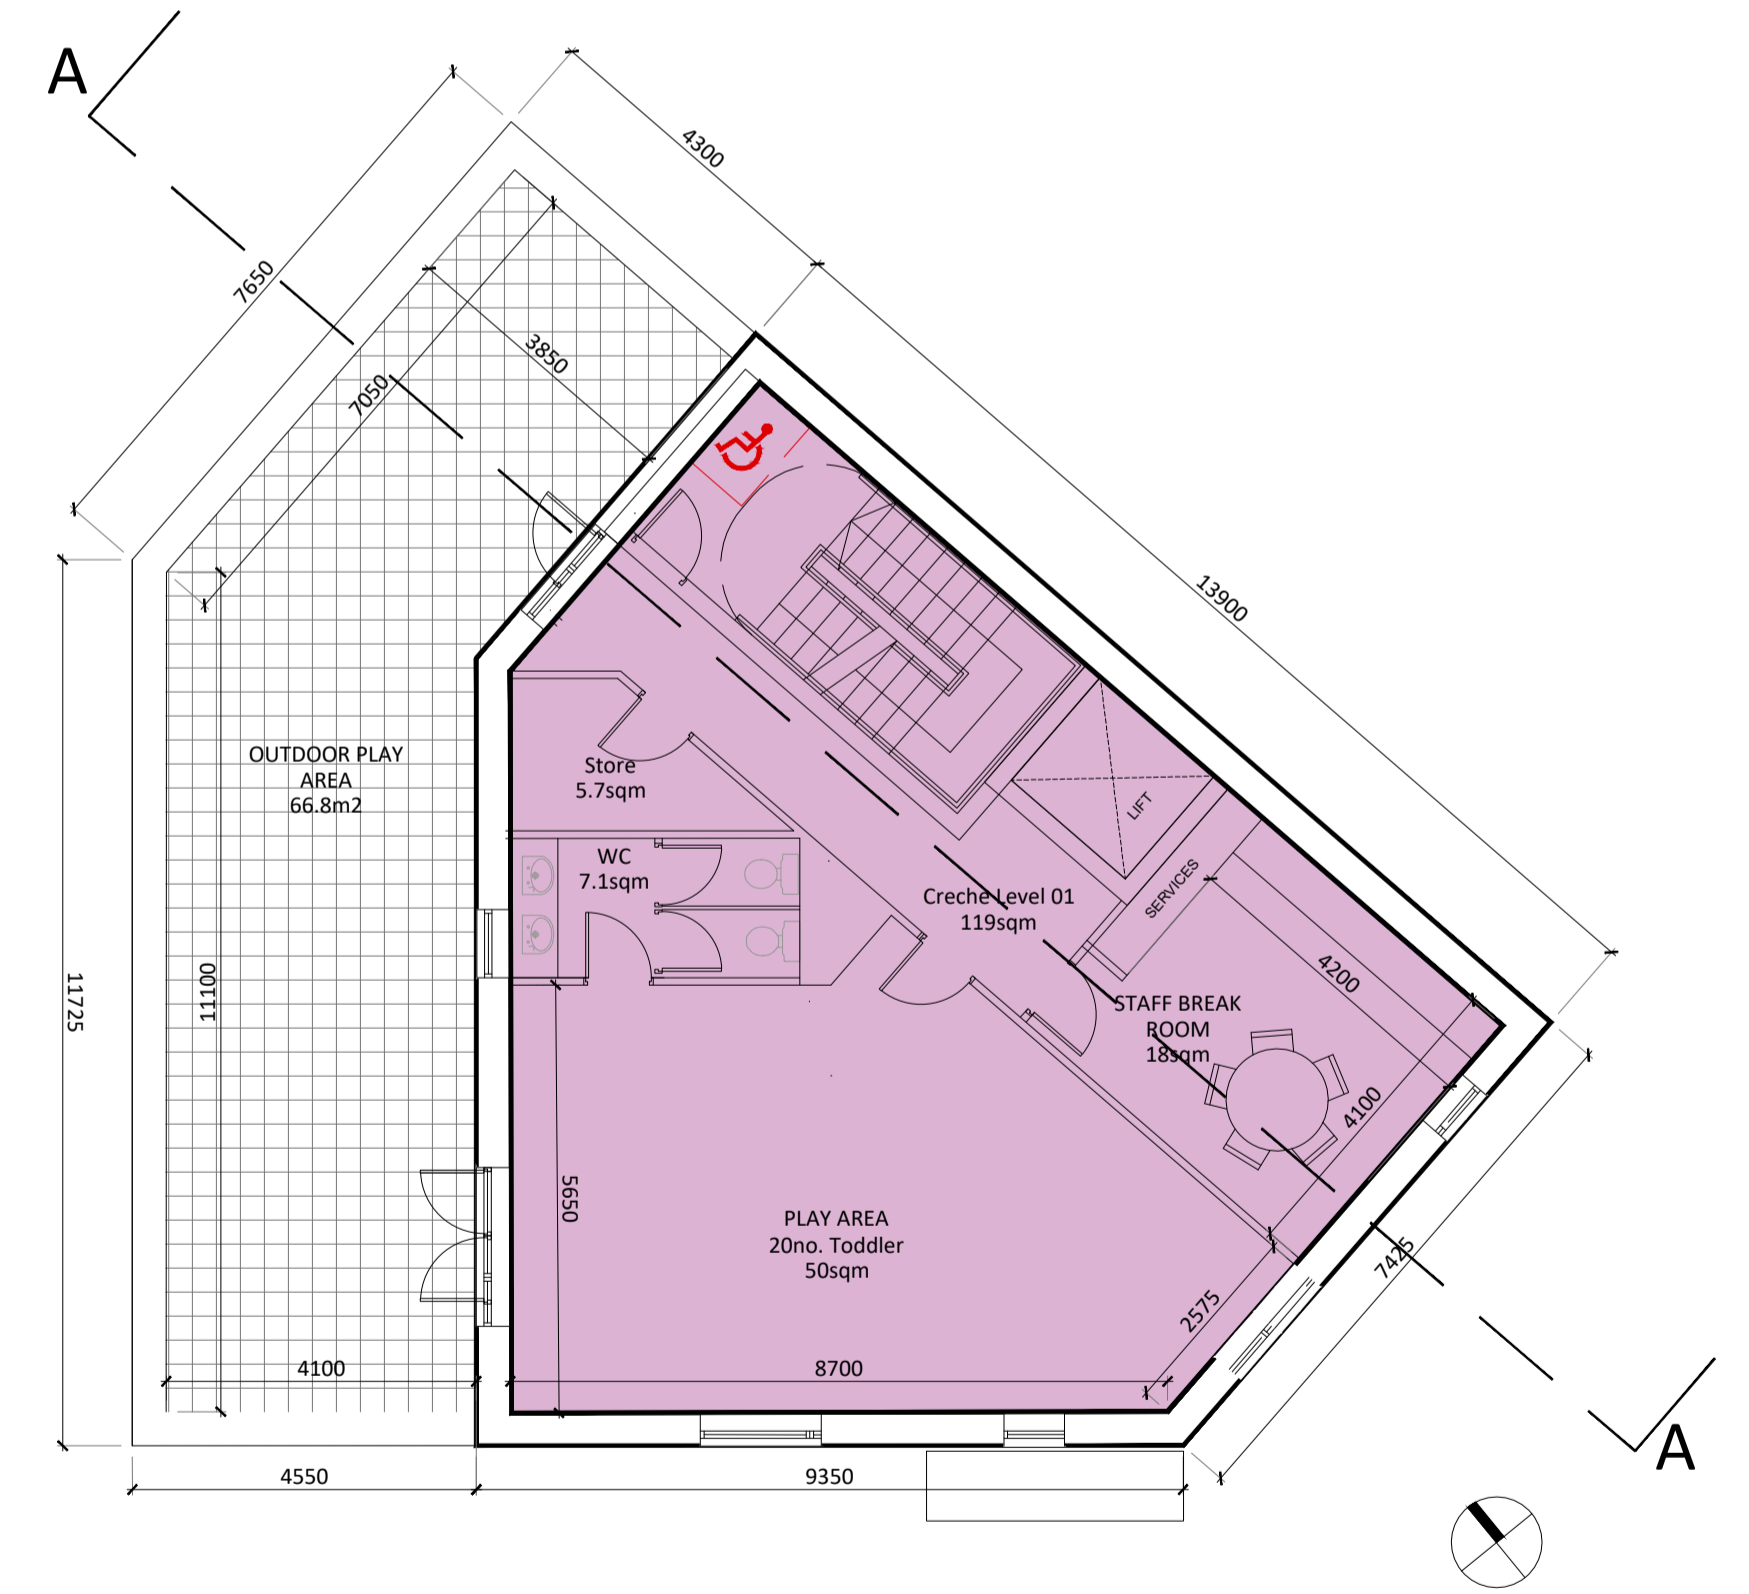 A
4300
7650
3850
7050
13900
OUTDOOR PLAY
AREA
66.8m2
Store
5.7sqm
WC
7.1sqm
LIFT
SERVICES
Creche Level 01
119sqm
11725
11100
4200
STAFF BREAK
ROOM
18sqm
4100
5650
PLAY AREA
20no. Toddler
50sqm
2575
7425
4100
8700
4550
9350
A